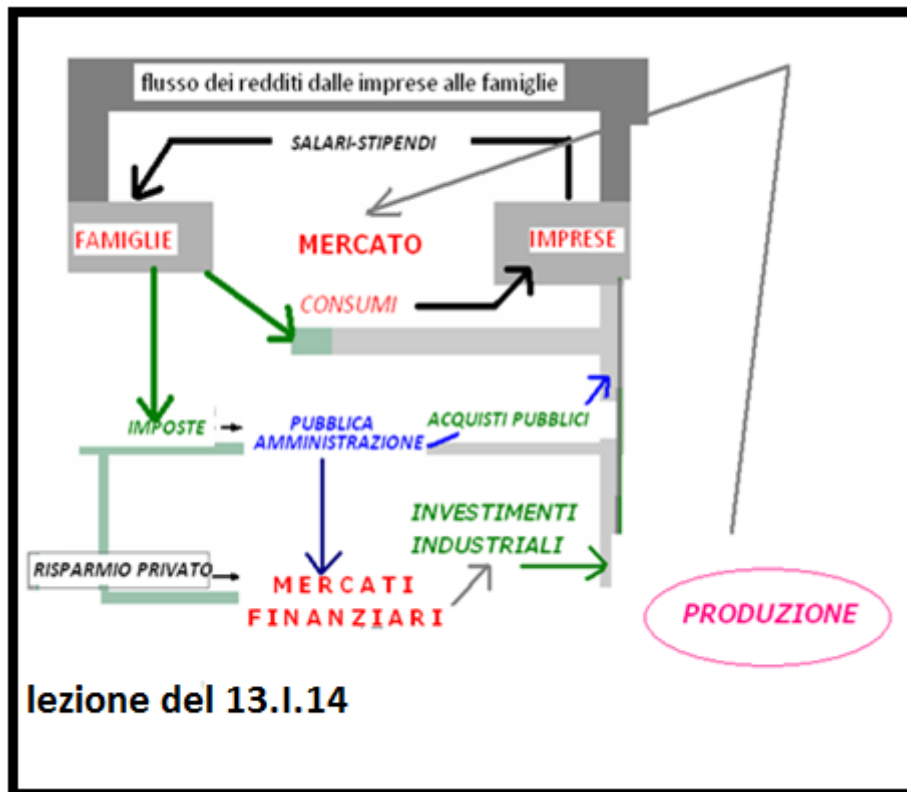 flusso dei redditi dalle imprese alle famiglie
SALARI-STIPENDI
FAMIGLIE
MERCATO
IMPRESE
CONSUMI
IMPOSTE
PUBBLICA
AMMINISTRAZIONE
ACQUISTI PUBBLICI
INVESTIMENTI
INDUSTRIALI
RISPARMIO PRIVATO
MERCATI
FINANZIARI
PRODUZIONE
lezione del 13.I.14